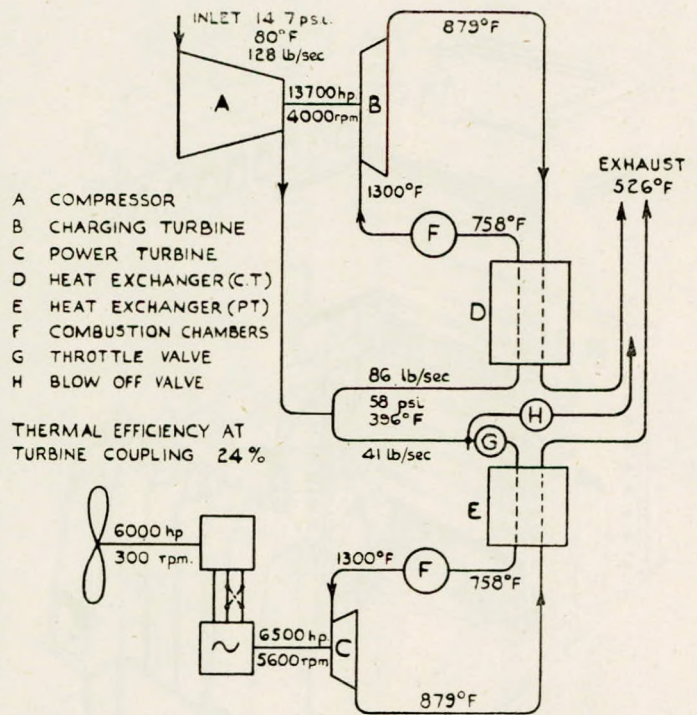 INLET 14.7 p.s.i.
80°F
128 lb/sec
879°F
A
13700 hp
4000 rpm
B
EXHAUST
526°F
1300°F
F
758°F
A COMPRESSOR
B CHARGING TURBINE
C POWER TURBINE
D HEAT EXCHANGER (C.T)
E HEAT EXCHANGER (PT)
F COMBUSTION CHAMBERS
G THROTTLE VALVE
H BLOW OFF VALVE
D
86 lb/sec
58 psi.
396°F
41 lb/sec
H
G
THERMAL EFFICIENCY AT
TURBINE COUPLING 24%
E
6000 hp
300 rpm.
1300°F
F
758°F
6500 hp.
5600 rpm
C
879°F